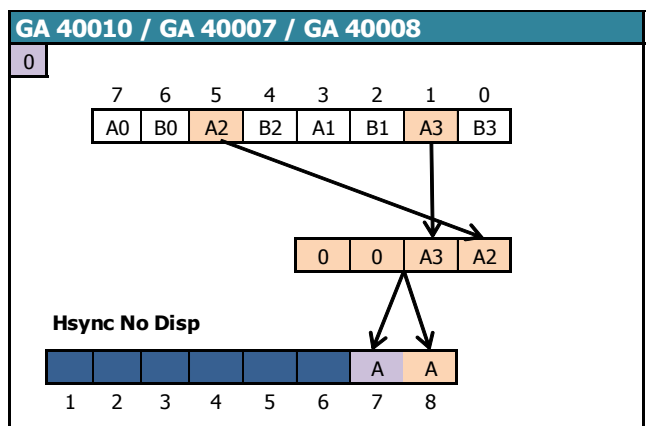 GA 40010 / GA 40007 / GA 40008
0
7 6 5 4 3 2 1 0
A0 B0 A2 B2 A1 B1 A3 B3
0 0 A3 A2
Hsync No Disp
A A
1 2 3 4 5 6 7 8